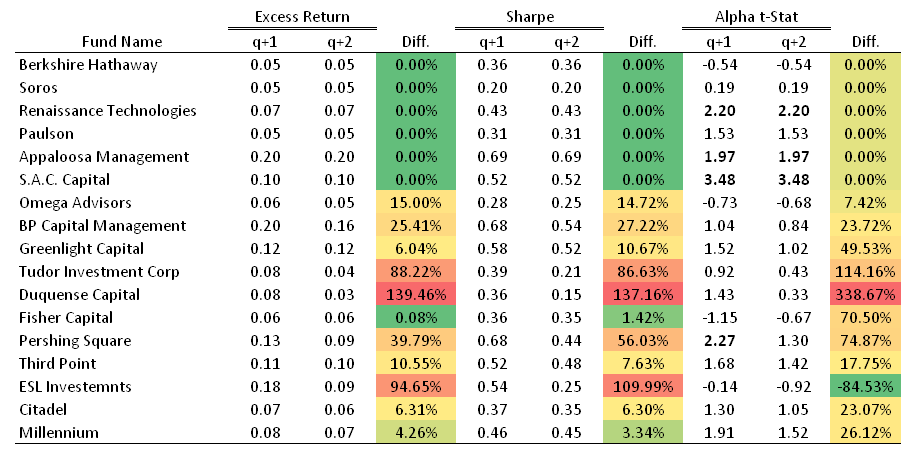 Excess Return Sharpe Alpha t-Stat
Fund Name q+1 q+2 Diff. q+1 q+2 Diff. q+1 q+2 Diff.
Berkshire Hathaway 0.05 0.05 0.00% 0.36 0.36 0.00% -0.54 -0.54 0.00%
Soros 0.05 0.05 0.00% 0.20 0.20 0.00% 0.19 0.19 0.00%
Renaissance Technologies 0.07 0.07 0.00% 0.43 0.43 0.00% 2.20 2.20 0.00%
Paulson 0.05 0.05 0.00% 0.31 0.31 0.00% 1.53 1.53 0.00%
Appaloosa Management 0.20 0.20 0.00% 0.69 0.69 0.00% 1.97 1.97 0.00%
S.A.C. Capital 0.10 0.10 0.00% 0.52 0.52 0.00% 3.48 3.48 0.00%
Omega Advisors 0.06 0.05 15.00% 0.28 0.25 14.72% -0.73 -0.68 7.42%
BP Capital Management 0.20 0.16 25.41% 0.68 0.54 27.22% 1.04 0.84 23.72%
Greenlight Capital 0.12 0.12 6.04% 0.58 0.52 10.67% 1.52 1.02 49.53%
Tudor Investment Corp 0.08 0.04 88.22% 0.39 0.21 86.63% 0.92 0.43 114.16%
Duquense Capital 0.08 0.03 139.46% 0.36 0.15 137.16% 1.43 0.33 338.67%
Fisher Capital 0.06 0.06 0.08% 0.36 0.35 1.42% -1.15 -0.67 70.50%
Pershing Square 0.13 0.09 39.79% 0.68 0.44 56.03% 2.27 1.30 74.87%
Third Point 0.11 0.10 10.55% 0.52 0.48 7.63% 1.68 1.42 17.75%
ESL Investemnts 0.18 0.09 94.65% 0.54 0.25 109.99% -0.14 -0.92 -84.53%
Citadel 0.07 0.06 6.31% 0.37 0.35 6.30% 1.30 1.05 23.07%
Millennium 0.08 0.07 4.26% 0.46 0.45 3.34% 1.91 1.52 26.12%